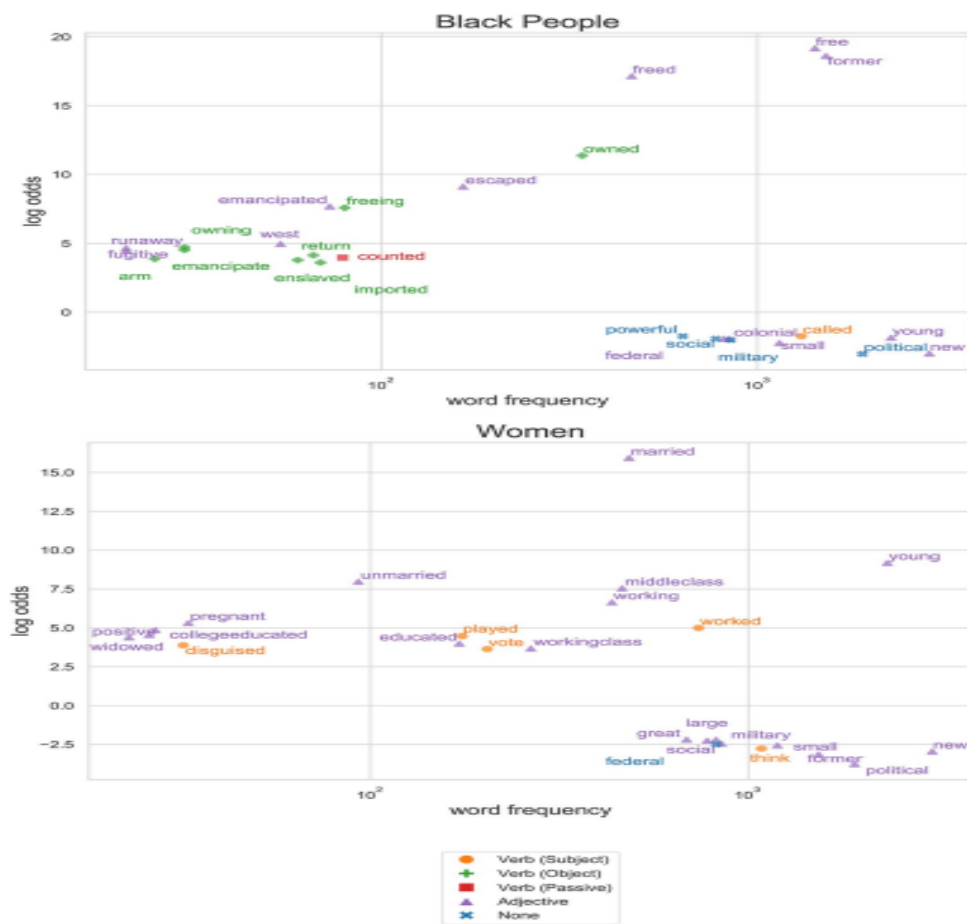 Black People
20
free
former
freed
15
owned
10
escaped
emancipated
freeing
log odds
owning
west
5
runaway
return
fugitive
counted
arm
emancipate
enslaved
imported
0
powerful
colonial
called
young
social
small
political
new
federal
military
10²
10³
word frequency
Women
15.0
married
12.5
10.0
young
unmarried
middleclass
7.5
working
log odds
pregnant
5.0
positive
collegeeducated
educated
played
worked
widowed
disguised
vote
workingclass
2.5
0.0
large
great
military
−2.5
social
small
new
federal
think
former
political
10²
10³
word frequency
Verb (Subject)
Verb (Object)
Verb (Passive)
Adjective
None